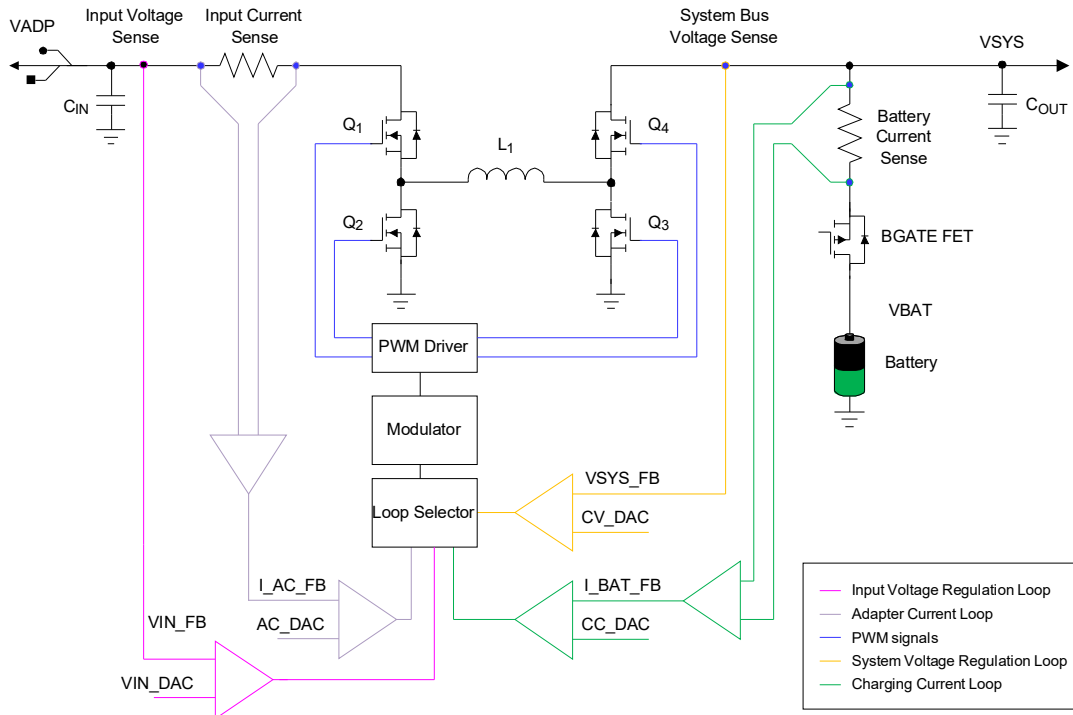 Input Voltage
Sense
Input Current
Sense
System Bus
Voltage Sense
VADP
VSYS
CIN
COUT
Q1
Q4
L1
Battery
Current
Sense
Q2
Q3
BGATE FET
VBAT
PWM Driver
Battery
Modulator
VSYS_FB
Loop Selector
CV_DAC
I_AC_FB
I_BAT_FB
AC_DAC
CC_DAC
VIN_FB
VIN_DAC
Input Voltage Regulation Loop
Adapter Current Loop
PWM signals
System Voltage Regulation Loop
Charging Current Loop